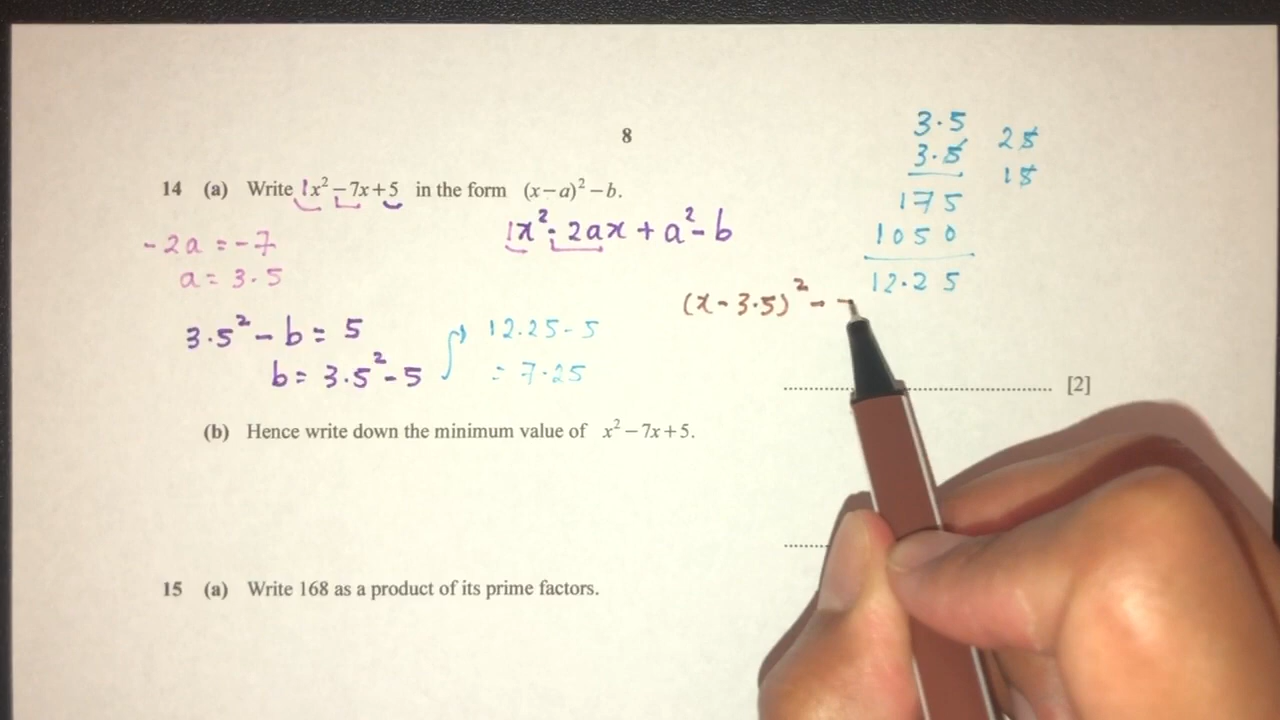 8
3.5
3.5
25
15
175
1050
12.25
14 (a) Write 1x² − 7x + 5 in the form (x − a)² − b.
1x² - 2ax + a² - b
-2a = -7
a = 3.5
(x - 3.5)² -
3.5² - b = 5
b = 3.5² - 5
12.25 - 5
= 7.25
[2]
(b) Hence write down the minimum value of x² − 7x + 5.
15 (a) Write 168 as a product of its prime factors.